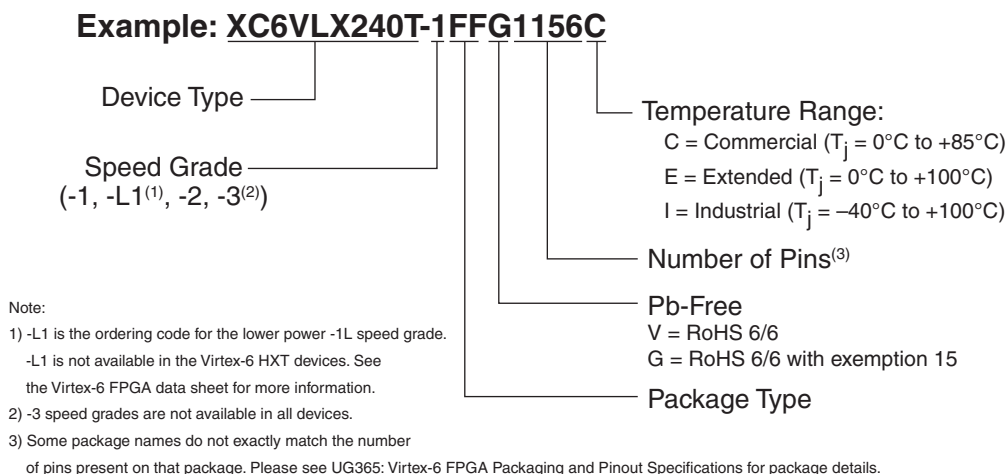 Example: XC6VLX240T-1FFG1156C
Device Type
Speed Grade
(-1, -L1(1), -2, -3(2))
Temperature Range:
C = Commercial (Tj = 0°C to +85°C)
E = Extended (Tj = 0°C to +100°C)
I = Industrial (Tj = –40°C to +100°C)
Number of Pins(3)
Pb-Free
V = RoHS 6/6
G = RoHS 6/6 with exemption 15
Package Type
Note:
1) -L1 is the ordering code for the lower power -1L speed grade.
-L1 is not available in the Virtex-6 HXT devices. See
the Virtex-6 FPGA data sheet for more information.
2) -3 speed grades are not available in all devices.
3) Some package names do not exactly match the number
of pins present on that package. Please see UG365: Virtex-6 FPGA Packaging and Pinout Specifications for package details.